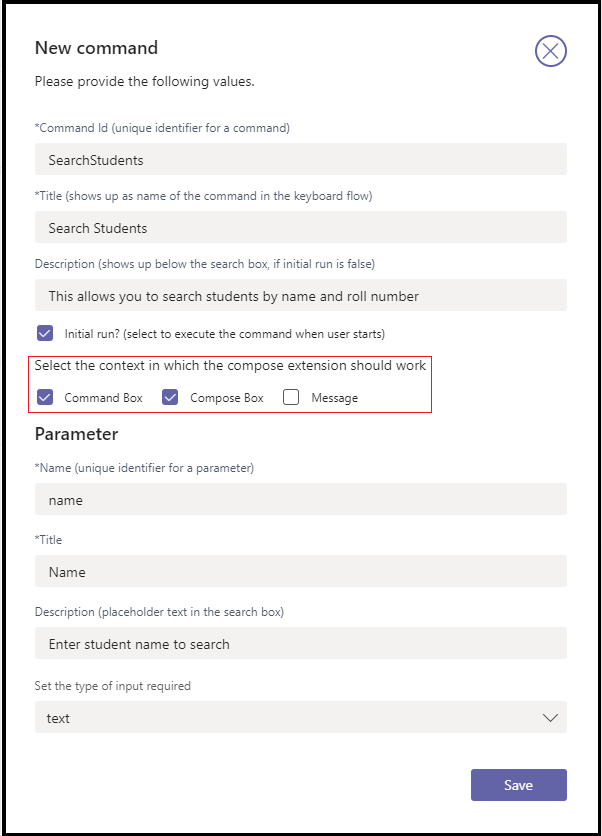 New command
Please provide the following values.
*Command Id (unique identifier for a command)
SearchStudents
*Title (shows up as name of the command in the keyboard flow)
Search Students
Description (shows up below the search box, if initial run is false)
This allows you to search students by name and roll number
Initial run? (select to execute the command when user starts)
Select the context in which the compose extension should work
Command Box Compose Box Message
Parameter
*Name (unique identifier for a parameter)
name
*Title
Name
Description (placeholder text in the search box)
Enter student name to search
Set the type of input required
text
Save